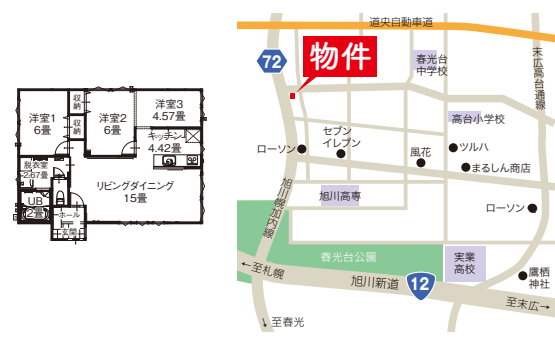 洋室1
6畳
収納
収納
洋室2
6畳
洋室3
4.57畳
キッチン
4.42畳
脱衣室
2.67畳
リビングダイニング
15畳
UB
2畳
ホール
玄関
道央自動車道
72
物件
春光台
中学校
末広高台通線
高台小学校
セブン
イレブン
ローソン
風花
ツルハ
まるしん商店
旭川幌加内線
旭川高専
ローソン
春光台公園
実業
高校
←至札幌
旭川新道
12
鷹栖
神社
至末広→
↓至春光